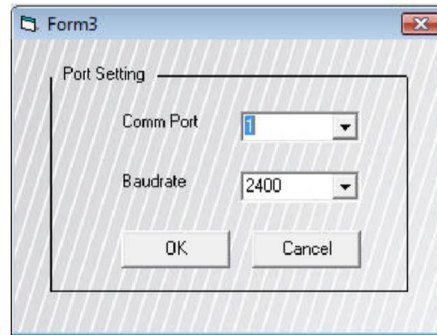 Form3
Port Setting
Comm Port 1
Baudrate 2400
OK Cancel